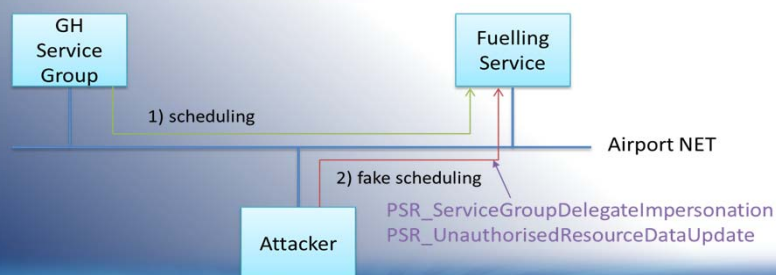 GH
Service
Group
Fuelling
Service
1) scheduling
Airport NET
2) fake scheduling
PSR_ServiceGroupDelegateImpersonation
PSR_UnauthorisedResourceDataUpdate
Attacker